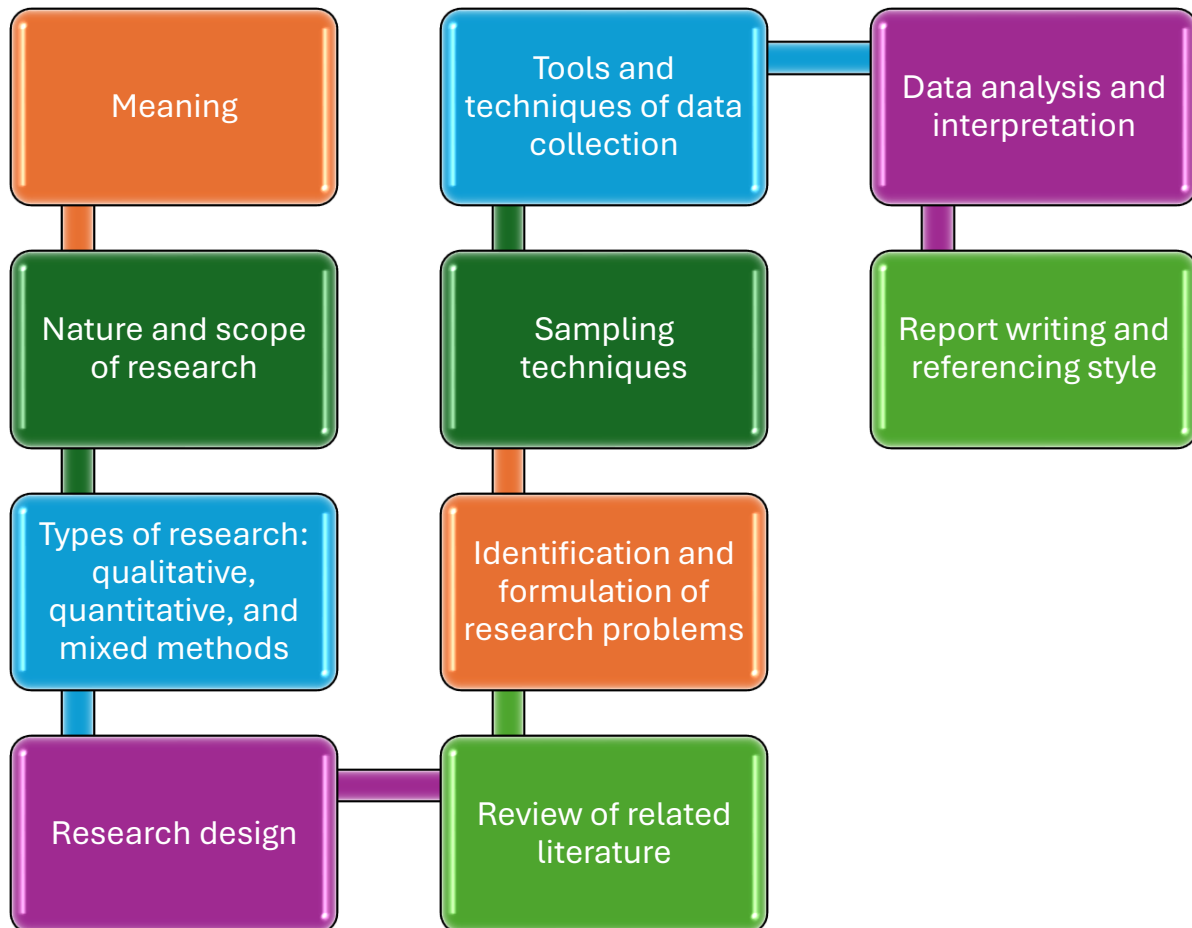 Meaning
Nature and scope
of research
Types of research:
qualitative,
quantitative, and
mixed methods
Research design
Review of related
literature
Identification and
formulation of
research problems
Sampling
techniques
Tools and
techniques of data
collection
Data analysis and
interpretation
Report writing and
referencing style